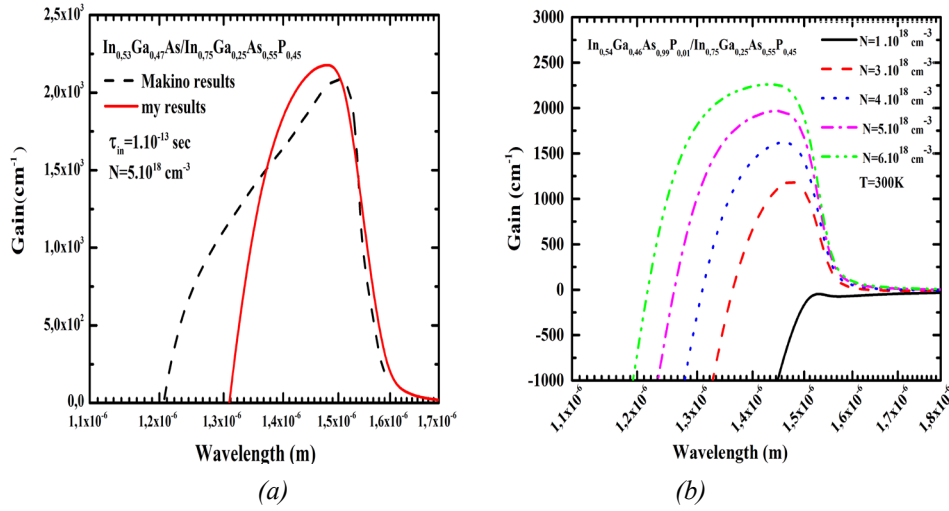 In0,53Ga0,47As/In0,75Ga0,25As0,55P0,45
Makino results
my results
τin=1.10-13 sec
N=5.1018 cm-3
2,5x103
2,0x103
1,5x103
1,0x103
5,0x102
0,0
Gain(cm-1)
1,1x10-6 1,2x10-6 1,3x10-6 1,4x10-6 1,5x10-6 1,6x10-6 1,7x10-6
Wavelength (m)
(a)
In0,54Ga0,46As0,99P0,01/In0,75Ga0,25As0,55P0,45
N=1 .1018 cm-3
N=3 .1018 cm-3
N=4 .1018 cm-3
N=5.1018 cm-3
N=6.1018 cm-3
T=300K
3000
2500
2000
1500
1000
500
0
-500
-1000
Gain (cm-1)
1,1x10-6 1,2x10-6 1,3x10-6 1,4x10-6 1,5x10-6 1,6x10-6 1,7x10-6 1,8x10-6
Wavelength (m)
(b)